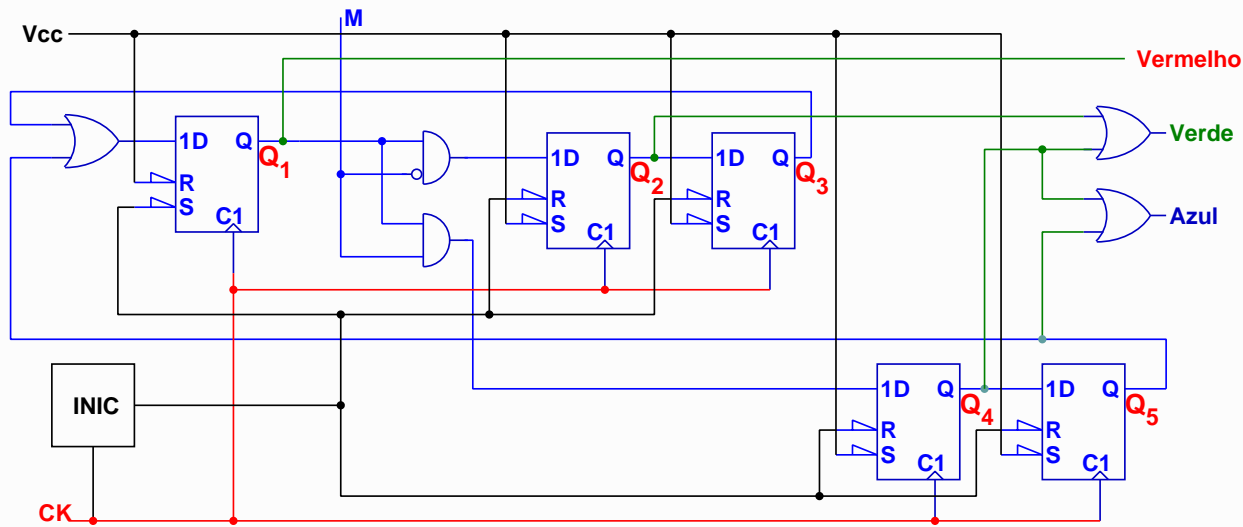 M
Vcc
Vermelho
1D Q
Q1
R
S
C1
1D Q
Q2
R
S
C1
1D Q
Q3
R
S
C1
Verde
Azul
INIC
1D Q
Q4
R
S
C1
1D Q
Q5
R
S
C1
CK